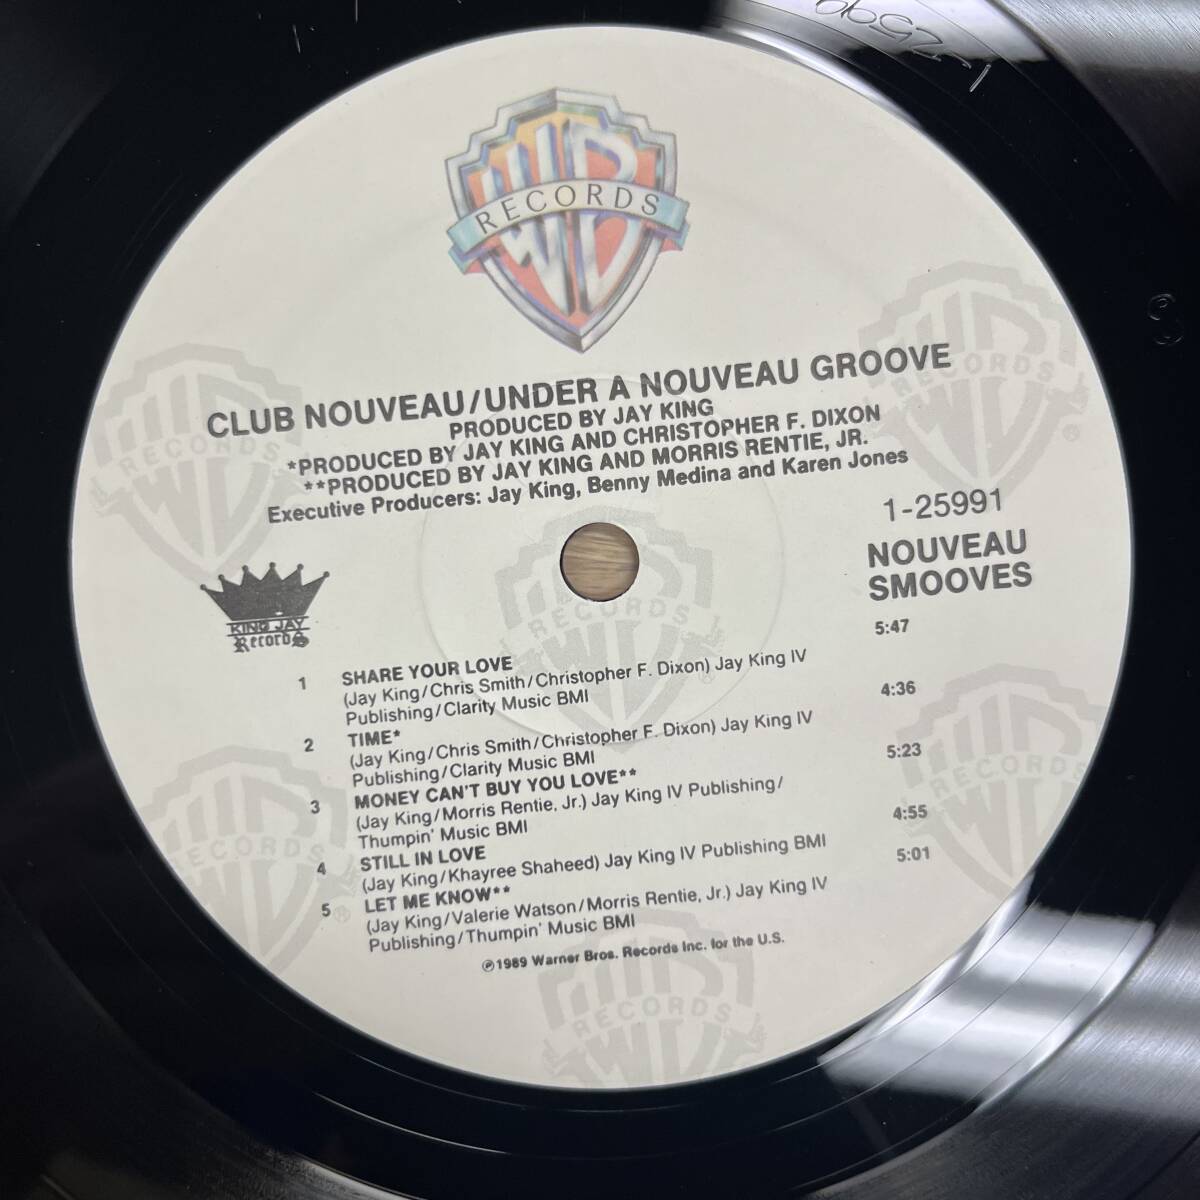 WB
RECORDS
CLUB NOUVEAU/UNDER A NOUVEAU GROOVE
PRODUCED BY JAY KING
*PRODUCED BY JAY KING AND CHRISTOPHER F. DIXON
**PRODUCED BY JAY KING AND MORRIS RENTIE, JR.
Executive Producers: Jay King, Benny Medina and Karen Jones
1-25991
NOUVEAU
SMOOVES
KING JAY
Records
1 SHARE YOUR LOVE 5:47
(Jay King/Chris Smith/Christopher F. Dixon) Jay King IV
Publishing/Clarity Music BMI
2 TIME* 4:36
(Jay King/Chris Smith/Christopher F. Dixon) Jay King IV
Publishing/Clarity Music BMI
3 MONEY CAN'T BUY YOU LOVE** 5:23
(Jay King/Morris Rentie, Jr.) Jay King IV Publishing/
Thumpin' Music BMI
4 STILL IN LOVE 4:55
(Jay King/Khayree Shaheed) Jay King IV Publishing BMI
5 LET ME KNOW** 5:01
(Jay King/Valerie Watson/Morris Rentie, Jr.) Jay King IV
Publishing/Thumpin' Music BMI
℗1989 Warner Bros. Records Inc. for the U.S.